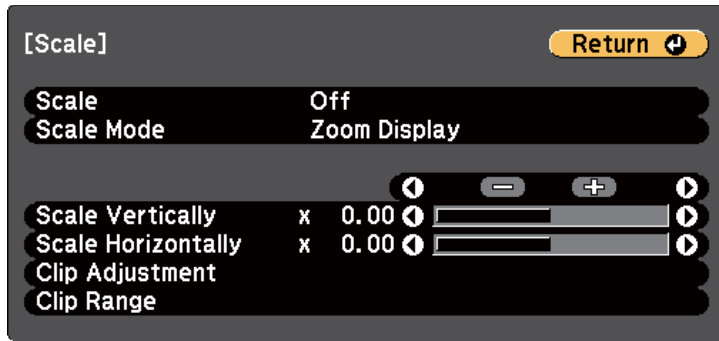 [Scale]
Return
Scale Off
Scale Mode Zoom Display
Scale Vertically x 0.00
Scale Horizontally x 0.00
Clip Adjustment
Clip Range